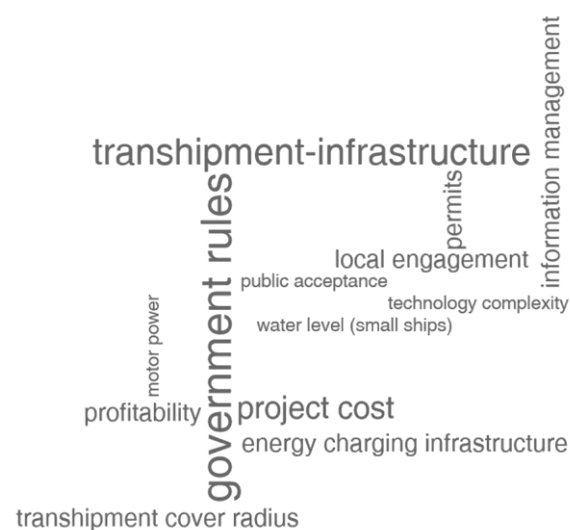 information management
transhipment-infrastructure
permits
government rules
local engagement
public acceptance
technology complexity
motor power
water level (small ships)
profitability
project cost
energy charging infrastructure
transhipment cover radius